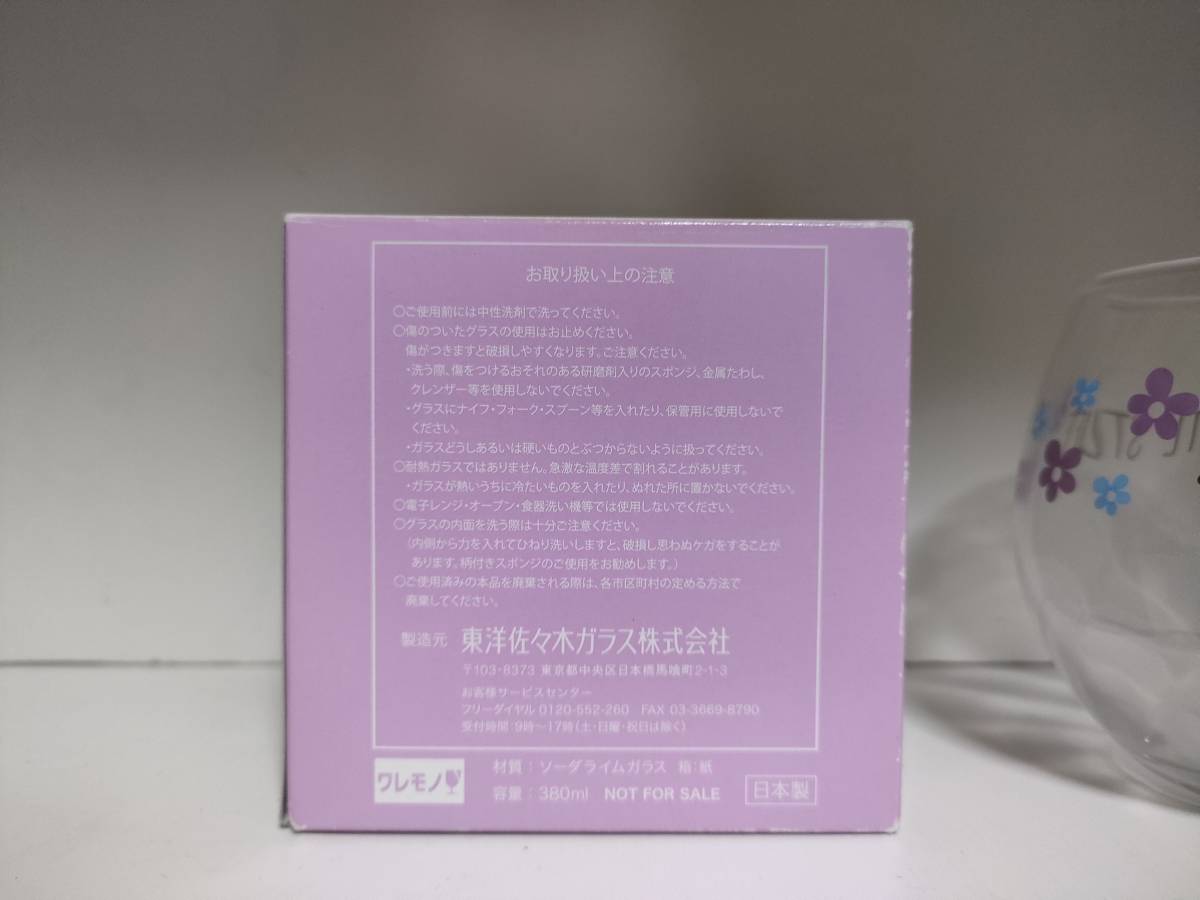 お取り扱い上の注意
○ご使用前には中性洗剤で洗ってください。
○傷のついたグラスの使用はお止めください。
傷がつきますと破損しやすくなります。ご注意ください。
・洗う際、傷をつけるおそれのある研磨剤入りのスポンジ、金属たわし、
クレンザー等を使用しないでください。
・グラスにナイフ・フォーク・スプーン等を入れたり、保管用に使用しないで
ください。
・ガラスどうしあるいは硬いものとぶつからないように扱ってください。
○耐熱ガラスではありません。急激な温度差で割れることがあります。
・ガラスが熱いうちに冷たいものを入れたり、ぬれた所に置かないでください。
○電子レンジ・オーブン・食器洗い機等では使用しないでください。
○グラスの内面を洗う際は十分ご注意ください。
(内側から力を入れてひねり洗いしますと、破損し思わぬケガをすることが
あります。柄付きスポンジのご使用をお勧めします。)
○ご使用済みの本品を廃棄される際は、各市区町村の定める方法で
廃棄してください。
製造元 東洋佐々木ガラス株式会社
〒103-8373 東京都中央区日本橋馬喰町2-1-3
お客様サービスセンター
フリーダイヤル 0120-552-260 FAX 03-3669-8790
受付時間:9時〜17時(土・日曜・祝日は除く)
ワレモノ
材質:ソーダライムガラス 箱:紙
容量:380ml NOT FOR SALE
日本製